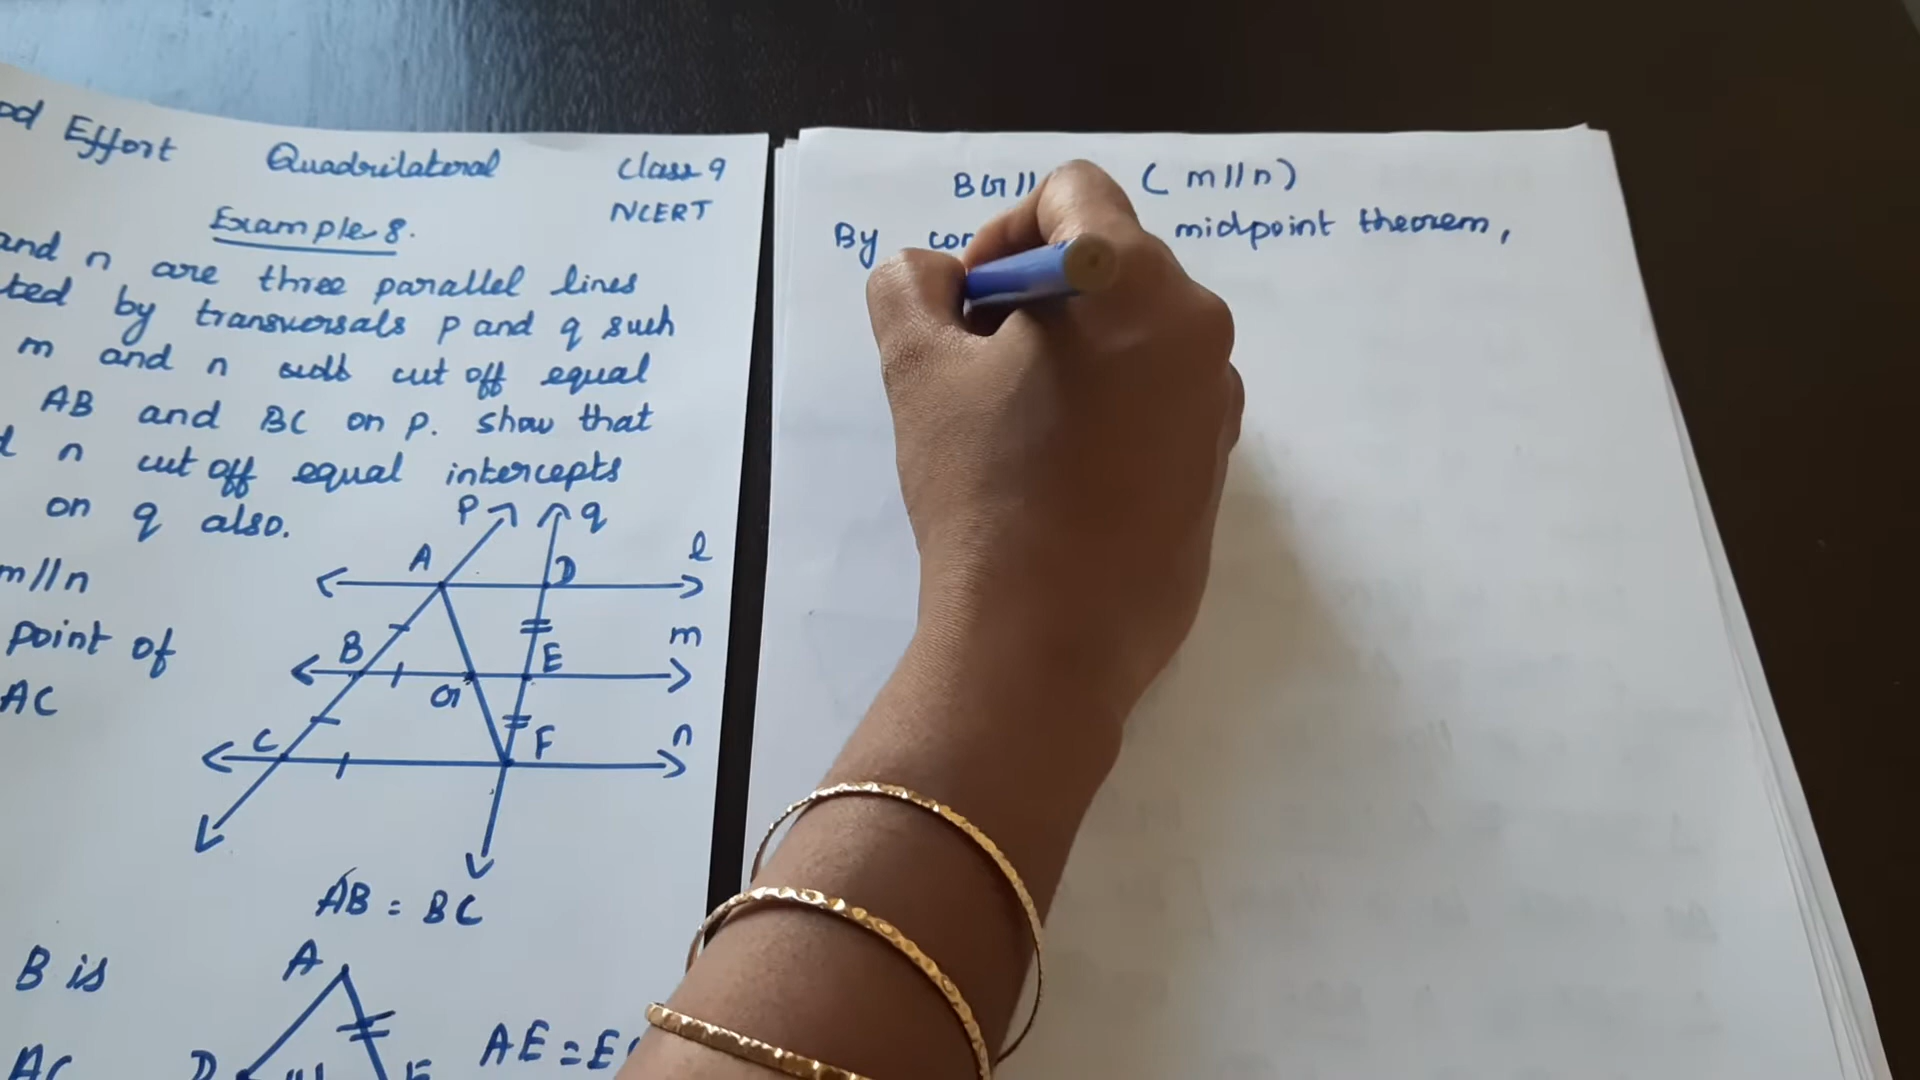 Effort Quadrilateral Class 9
NCERT
Example 8.
and n are three parallel lines
by transversals p and q such
m and n cut off equal
AB and BC on p. Show that
n cut off equal intercepts
on q also.
P q
m//n
A D l
point of
B E m
G
AC
C F n
AB = BC
B is
A
AE = E
AC
D E
BG// (m//n)
By midpoint theorem,